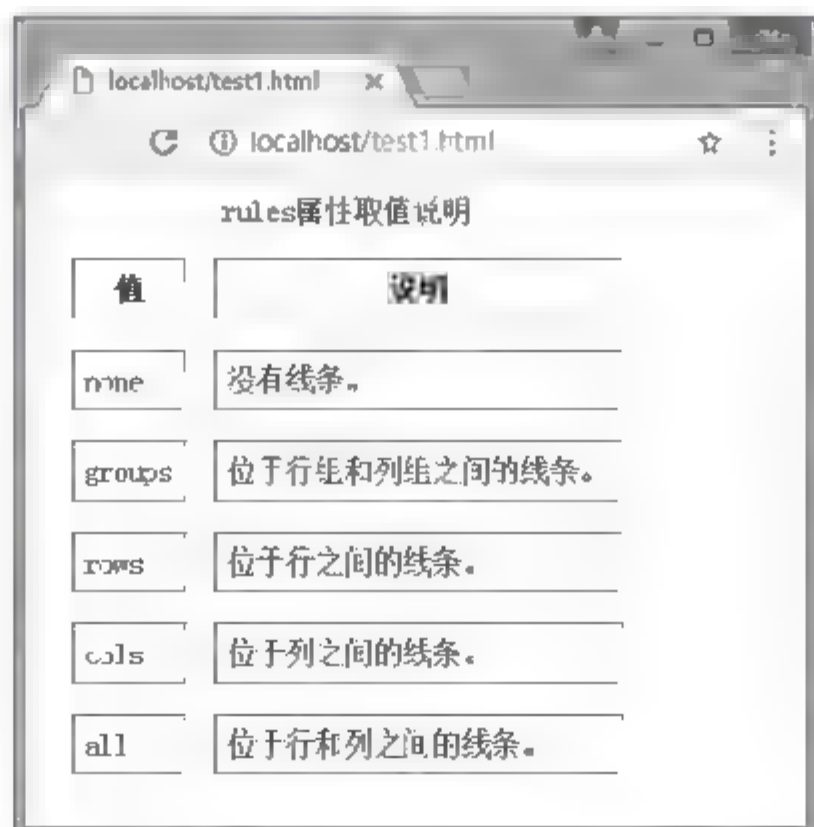 localhost/test1.html
localhost/test1.html
rules属性取值说明
值 说明
none 没有线条。
groups 位于行组和列组之间的线条。
rows 位于行之间的线条。
cols 位于列之间的线条。
all 位于行和列之间的线条。